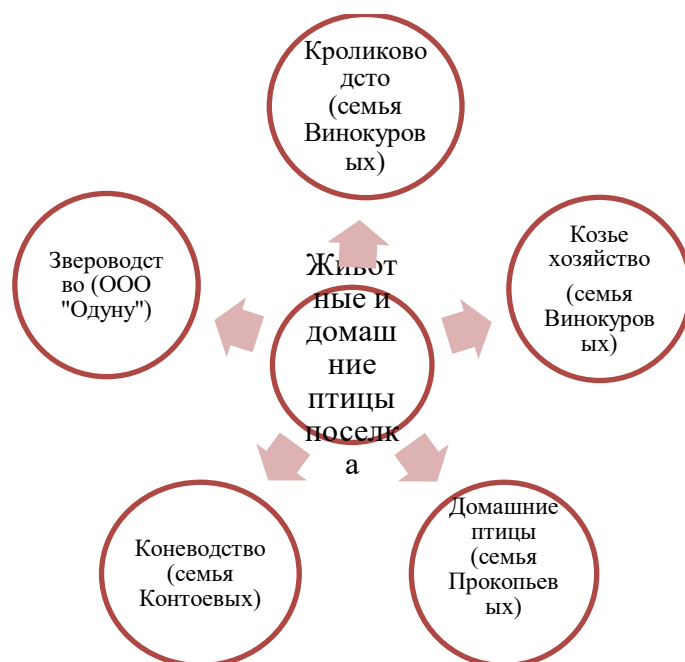 Кроликово
дсто
(семья
Винокуров
ых)
Звероводст
во (ООО
"Одуну")
Козье
хозяйство
(семья
Винокуров
ых)
Живот
ные и
домаш
ние
птицы
поселк
а
Коневодство
(семья
Контоевых)
Домашние
птицы
(семья
Прокопьев
ых)